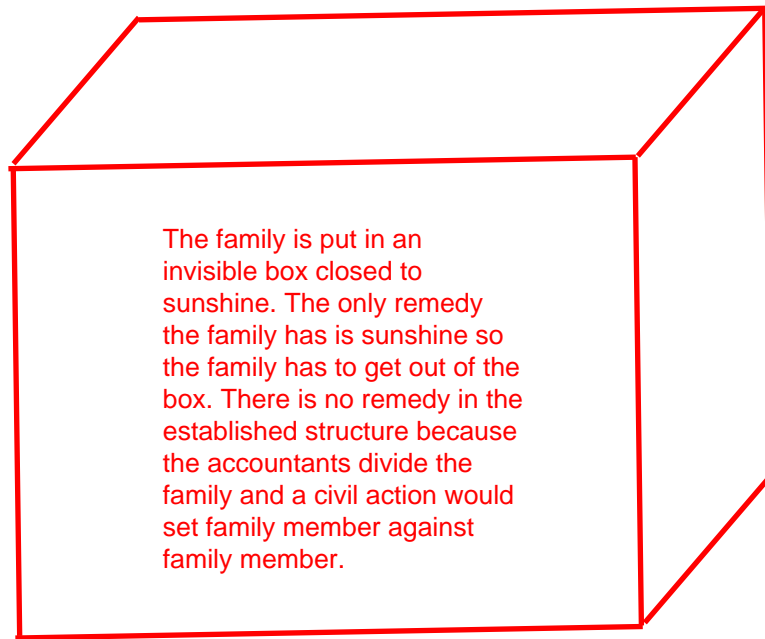 The family is put in an
invisible box closed to
sunshine. The only remedy
the family has is sunshine so
the family has to get out of the
box. There is no remedy in the
established structure because
the accountants divide the
family and a civil action would
set family member against
family member.